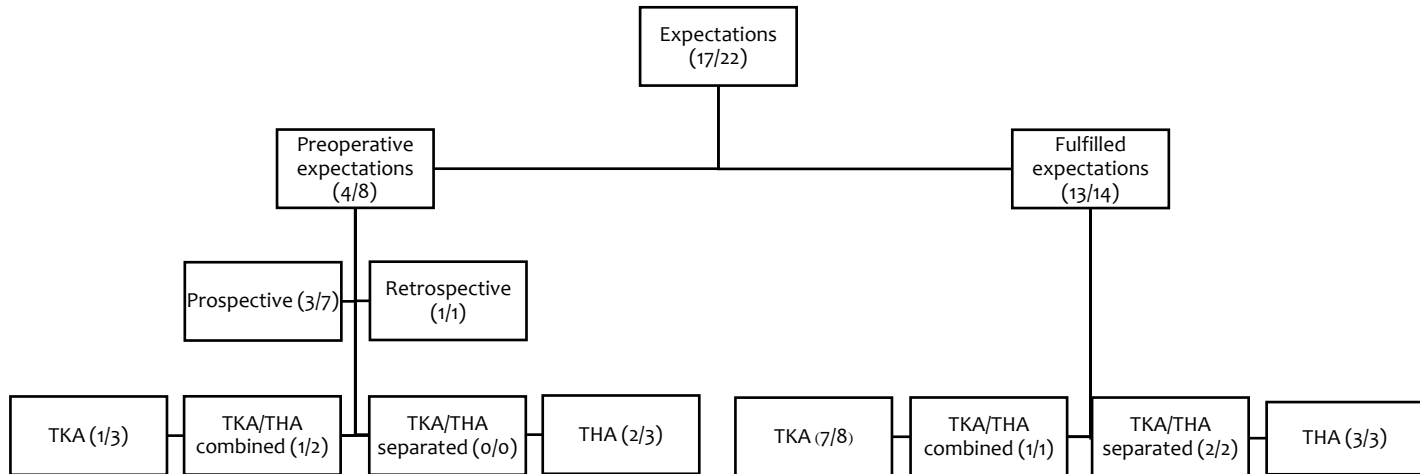 Expectations
(17/22)
Preoperative
expectations
(4/8)
Fulfilled
expectations
(13/14)
Prospective (3/7)
Retrospective
(1/1)
TKA (1/3)
TKA/THA
combined (1/2)
TKA/THA
separated (0/0)
THA (2/3)
TKA (7/8)
TKA/THA
combined (1/1)
TKA/THA
separated (2/2)
THA (3/3)